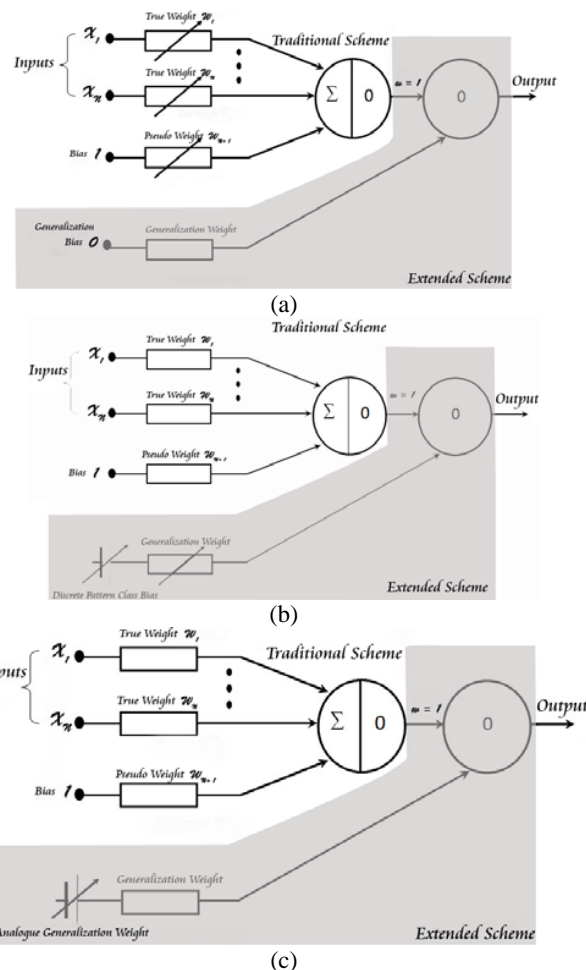 True Weight w₁
x₁
Traditional Scheme
Inputs
True Weight wₙ
xₙ
Σ 0
w = 1
0
Output
Pseudo Weight wₙ₊₁
Bias 1
Generalization
Bias 0
Generalization Weight
Extended Scheme
(a)
Traditional Scheme
True Weight w₁
x₁
Inputs
True Weight wₙ
xₙ
Σ 0
w = 1
0
Output
Pseudo Weight wₙ₊₁
Bias 1
Generalization Weight
Discrete Pattern Class Bias
Extended Scheme
(b)
True Weight w₁
x₁
Traditional Scheme
puts
True Weight wₙ
xₙ
Σ 0
w = 1
0
Output
Pseudo Weight wₙ₊₁
Bias 1
Generalization Weight
Analogue Generalization Weight
Extended Scheme
(c)